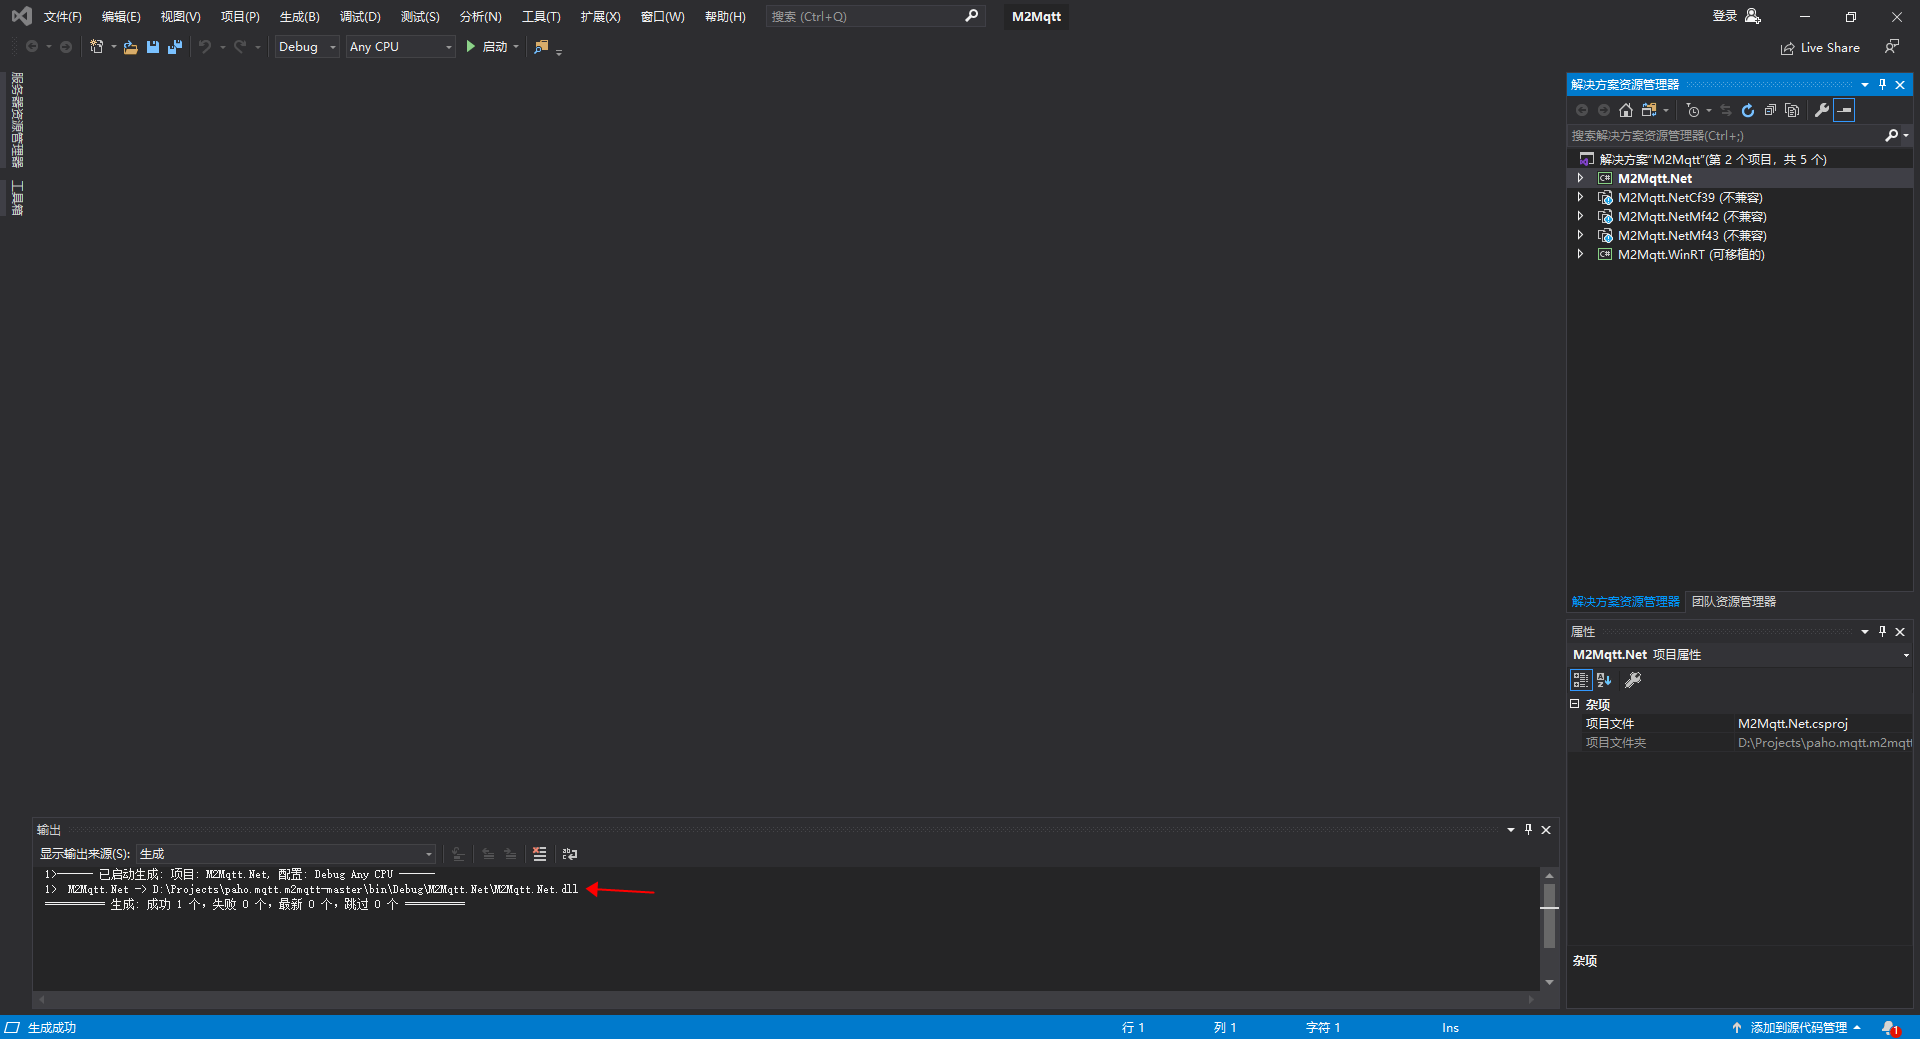 文件(F) 编辑(E) 视图(V) 项目(P) 生成(B) 调试(D) 测试(S) 分析(N) 工具(T) 扩展(X) 窗口(W) 帮助(H) 搜索 (Ctrl+Q) M2Mqtt 登录
Debug Any CPU 启动 Live Share
服务器资源管理器
工具箱
解决方案资源管理器
搜索解决方案资源管理器(Ctrl+;)
解决方案"M2Mqtt"(第 2 个项目，共 5 个)
C# M2Mqtt.Net
M2Mqtt.NetCf39 (不兼容)
M2Mqtt.NetMf42 (不兼容)
M2Mqtt.NetMf43 (不兼容)
C# M2Mqtt.WinRT (可移植的)
解决方案资源管理器 团队资源管理器
属性
M2Mqtt.Net 项目属性
杂项
项目文件 M2Mqtt.Net.csproj
项目文件夹 D:\Projects\paho.mqtt.m2mqtt
杂项
输出
显示输出来源(S): 生成
1>------ 已启动生成: 项目: M2Mqtt.Net, 配置: Debug Any CPU ------
1>  M2Mqtt.Net -> D:\Projects\paho.mqtt.m2mqtt-master\bin\Debug\M2Mqtt.Net\M2Mqtt.Net.dll
========== 生成: 成功 1 个，失败 0 个，最新 0 个，跳过 0 个 ==========
生成成功 行 1 列 1 字符 1 Ins 添加到源代码管理 1